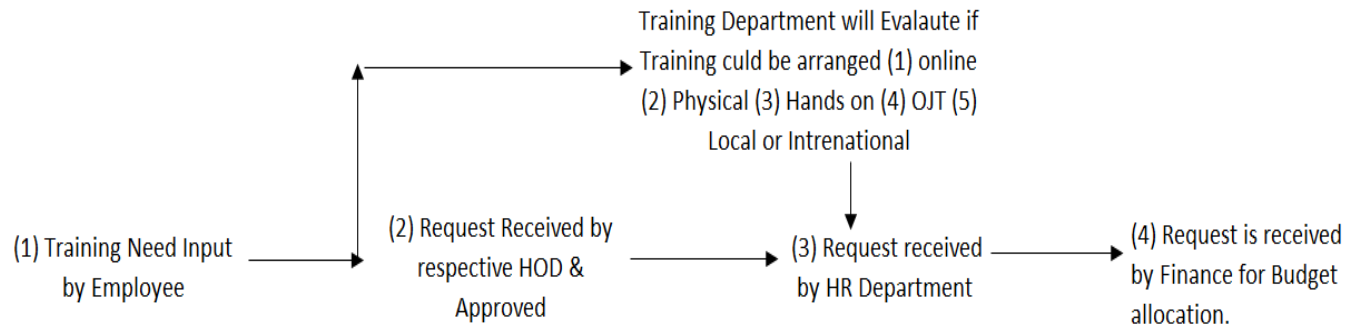 Training Department will Evalaute if
Training culd be arranged (1) online
(2) Physical (3) Hands on (4) OJT (5)
Local or Intrenational
(1) Training Need Input
by Employee
(2) Request Received by
respective HOD &
Approved
(3) Request received
by HR Department
(4) Request is received
by Finance for Budget
allocation.